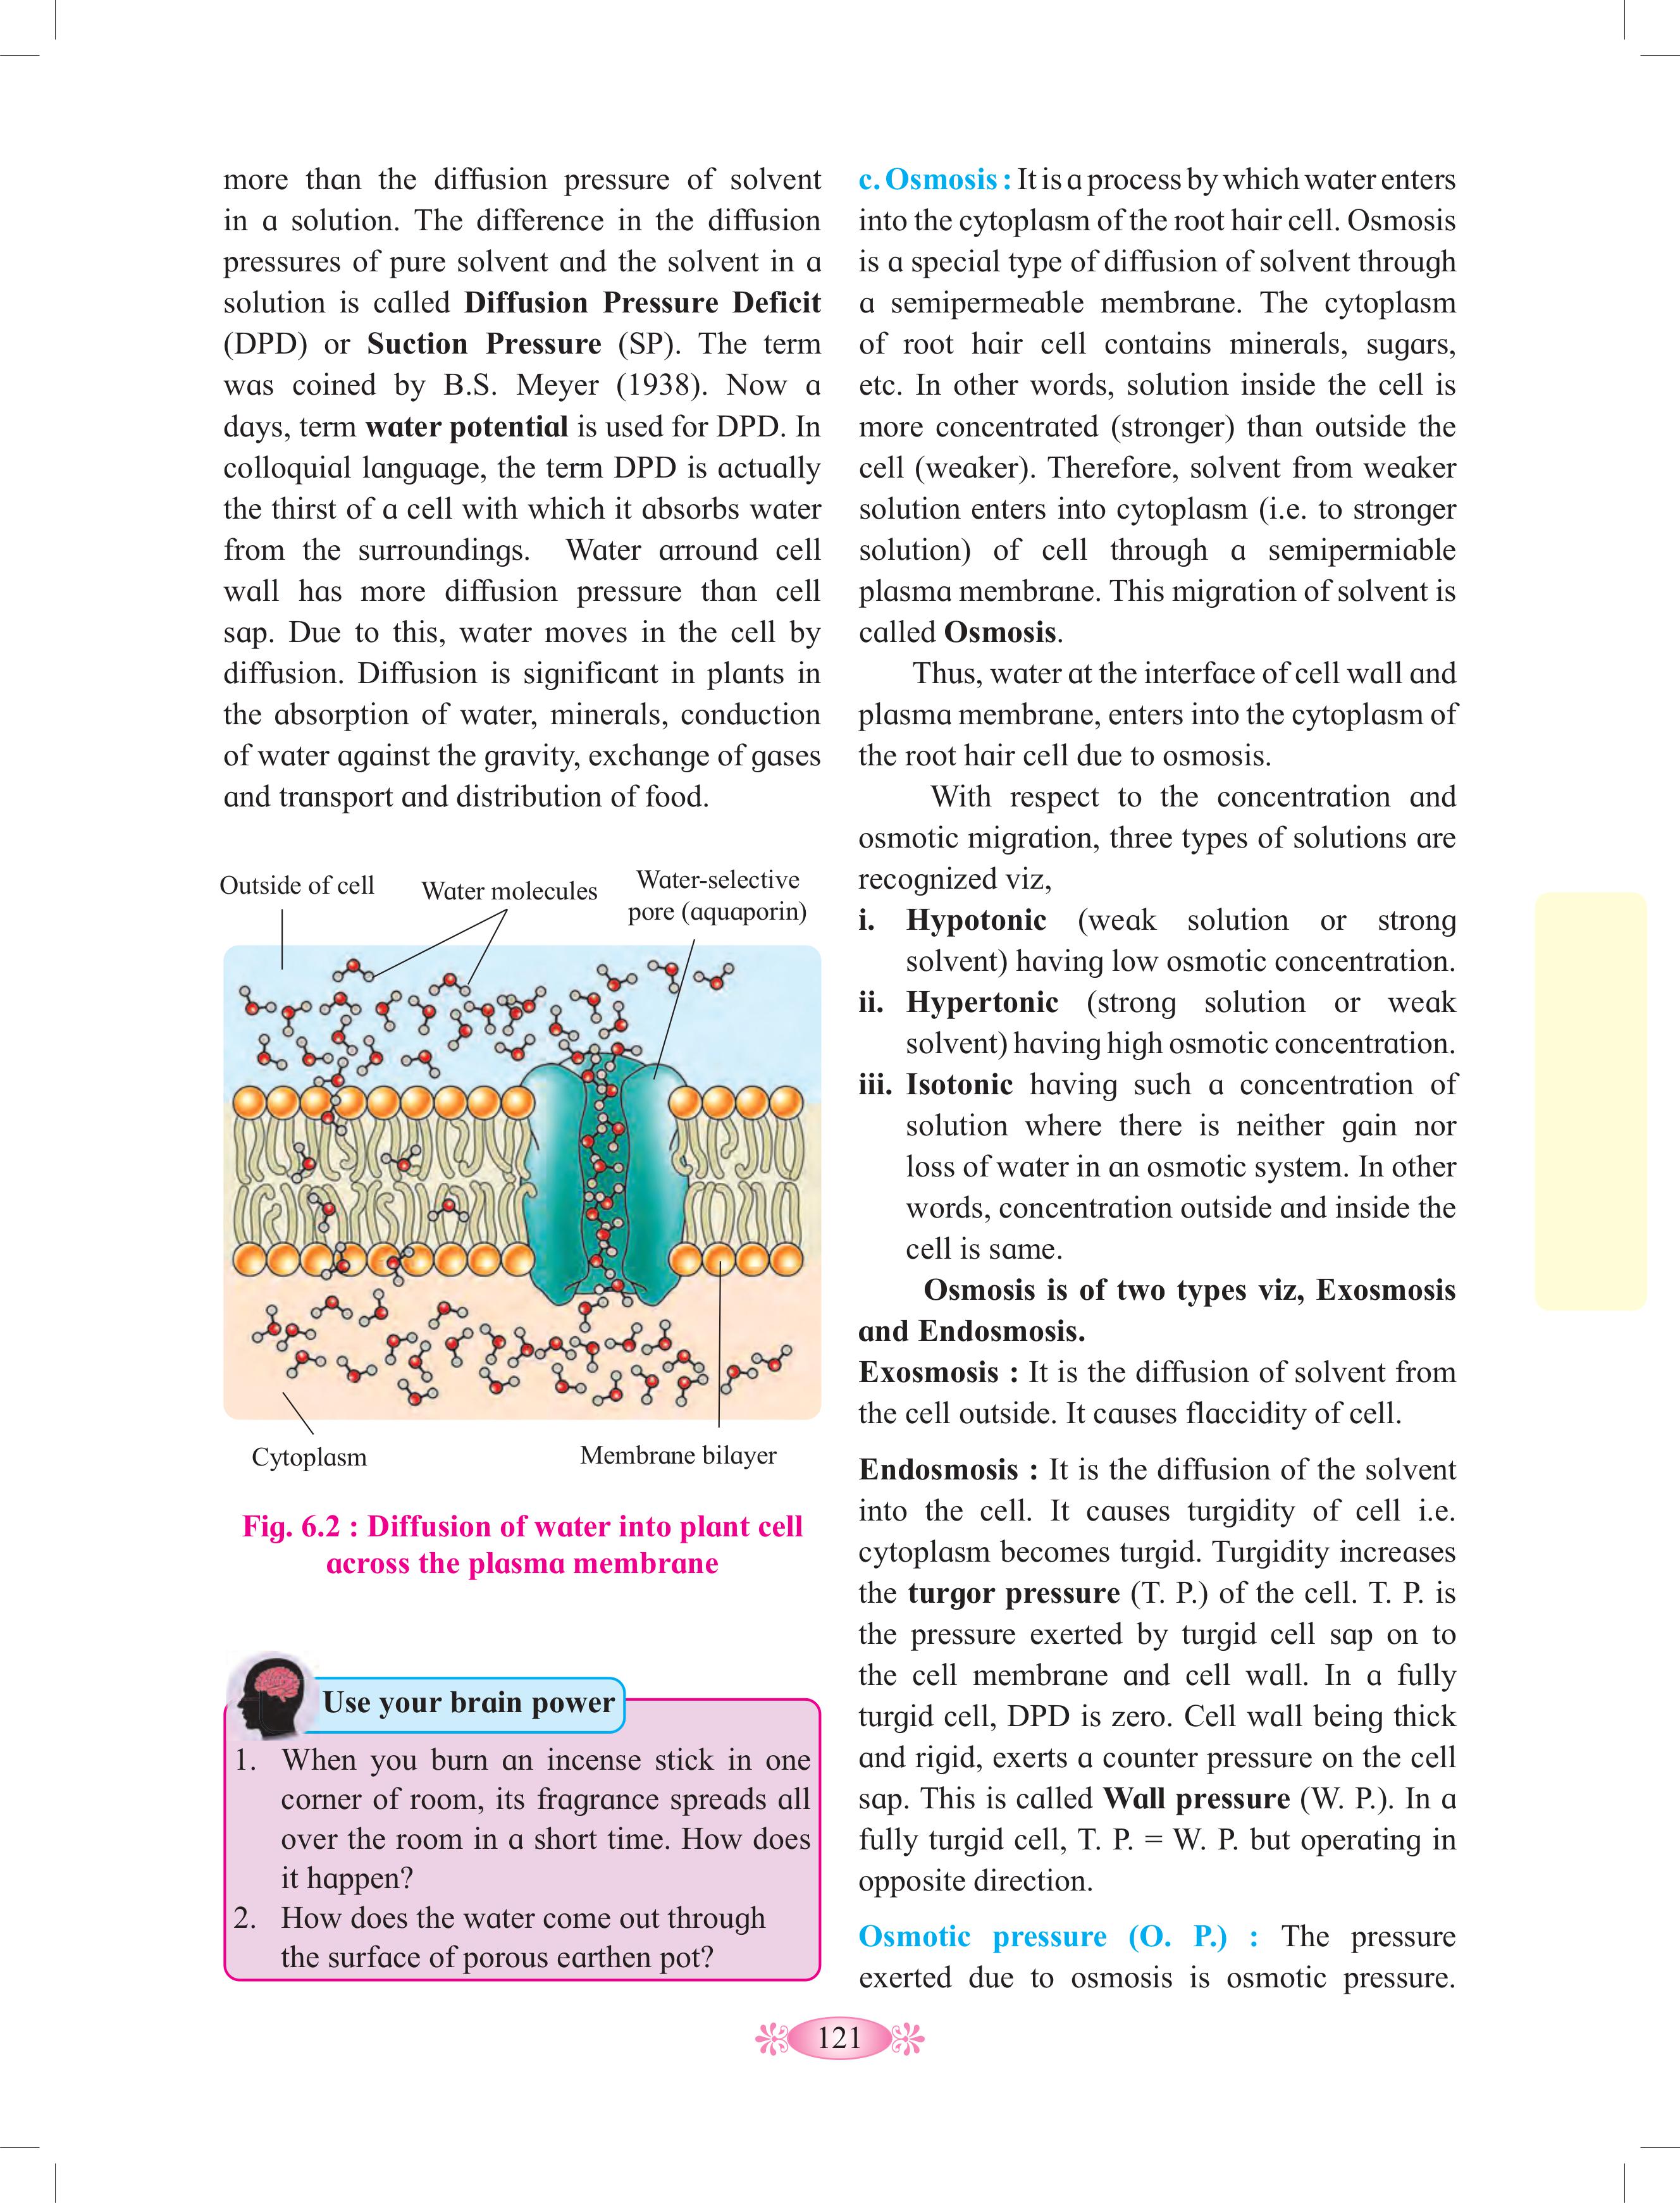 more than the diffusion pressure of solvent
in a solution. The difference in the diffusion
pressures of pure solvent and the solvent in a
solution is called Diffusion Pressure Deficit
(DPD) or Suction Pressure (SP). The term
was coined by B.S. Meyer (1938). Now a
days, term water potential is used for DPD. In
colloquial language, the term DPD is actually
the thirst of a cell with which it absorbs water
from the surroundings. Water arround cell
wall has more diffusion pressure than cell
sap. Due to this, water moves in the cell by
diffusion. Diffusion is significant in plants in
the absorption of water, minerals, conduction
of water against the gravity, exchange of gases
and transport and distribution of food.
Outside of cell
Water molecules
Water-selective
pore (aquaporin)
Cytoplasm
Membrane bilayer
Fig. 6.2 : Diffusion of water into plant cell
across the plasma membrane
Use your brain power
1. When you burn an incense stick in one
corner of room, its fragrance spreads all
over the room in a short time. How does
it happen?
2. How does the water come out through
the surface of porous earthen pot?
c. Osmosis : It is a process by which water enters
into the cytoplasm of the root hair cell. Osmosis
is a special type of diffusion of solvent through
a semipermeable membrane. The cytoplasm
of root hair cell contains minerals, sugars,
etc. In other words, solution inside the cell is
more concentrated (stronger) than outside the
cell (weaker). Therefore, solvent from weaker
solution enters into cytoplasm (i.e. to stronger
solution) of cell through a semipermiable
plasma membrane. This migration of solvent is
called Osmosis.
Thus, water at the interface of cell wall and
plasma membrane, enters into the cytoplasm of
the root hair cell due to osmosis.
With respect to the concentration and
osmotic migration, three types of solutions are
recognized viz,
i. Hypotonic (weak solution or strong
solvent) having low osmotic concentration.
ii. Hypertonic (strong solution or weak
solvent) having high osmotic concentration.
iii. Isotonic having such a concentration of
solution where there is neither gain nor
loss of water in an osmotic system. In other
words, concentration outside and inside the
cell is same.
Osmosis is of two types viz, Exosmosis
and Endosmosis.
Exosmosis : It is the diffusion of solvent from
the cell outside. It causes flaccidity of cell.
Endosmosis : It is the diffusion of the solvent
into the cell. It causes turgidity of cell i.e.
cytoplasm becomes turgid. Turgidity increases
the turgor pressure (T. P.) of the cell. T. P. is
the pressure exerted by turgid cell sap on to
the cell membrane and cell wall. In a fully
turgid cell, DPD is zero. Cell wall being thick
and rigid, exerts a counter pressure on the cell
sap. This is called Wall pressure (W. P.). In a
fully turgid cell, T. P. = W. P. but operating in
opposite direction.
Osmotic pressure (O. P.) : The pressure
exerted due to osmosis is osmotic pressure.
121